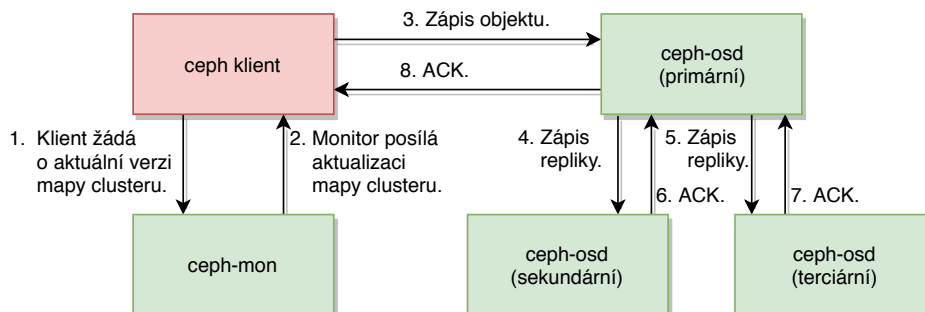 3. Zápis objektu.
ceph klient
ceph-osd
(primární)
8. ACK.
1. Klient žádá
o aktuální verzi
mapy clusteru.
2. Monitor posílá
aktualizaci
mapy clusteru.
4. Zápis
repliky.
5. Zápis
repliky.
6. ACK.
7. ACK.
ceph-mon
ceph-osd
(sekundární)
ceph-osd
(terciární)